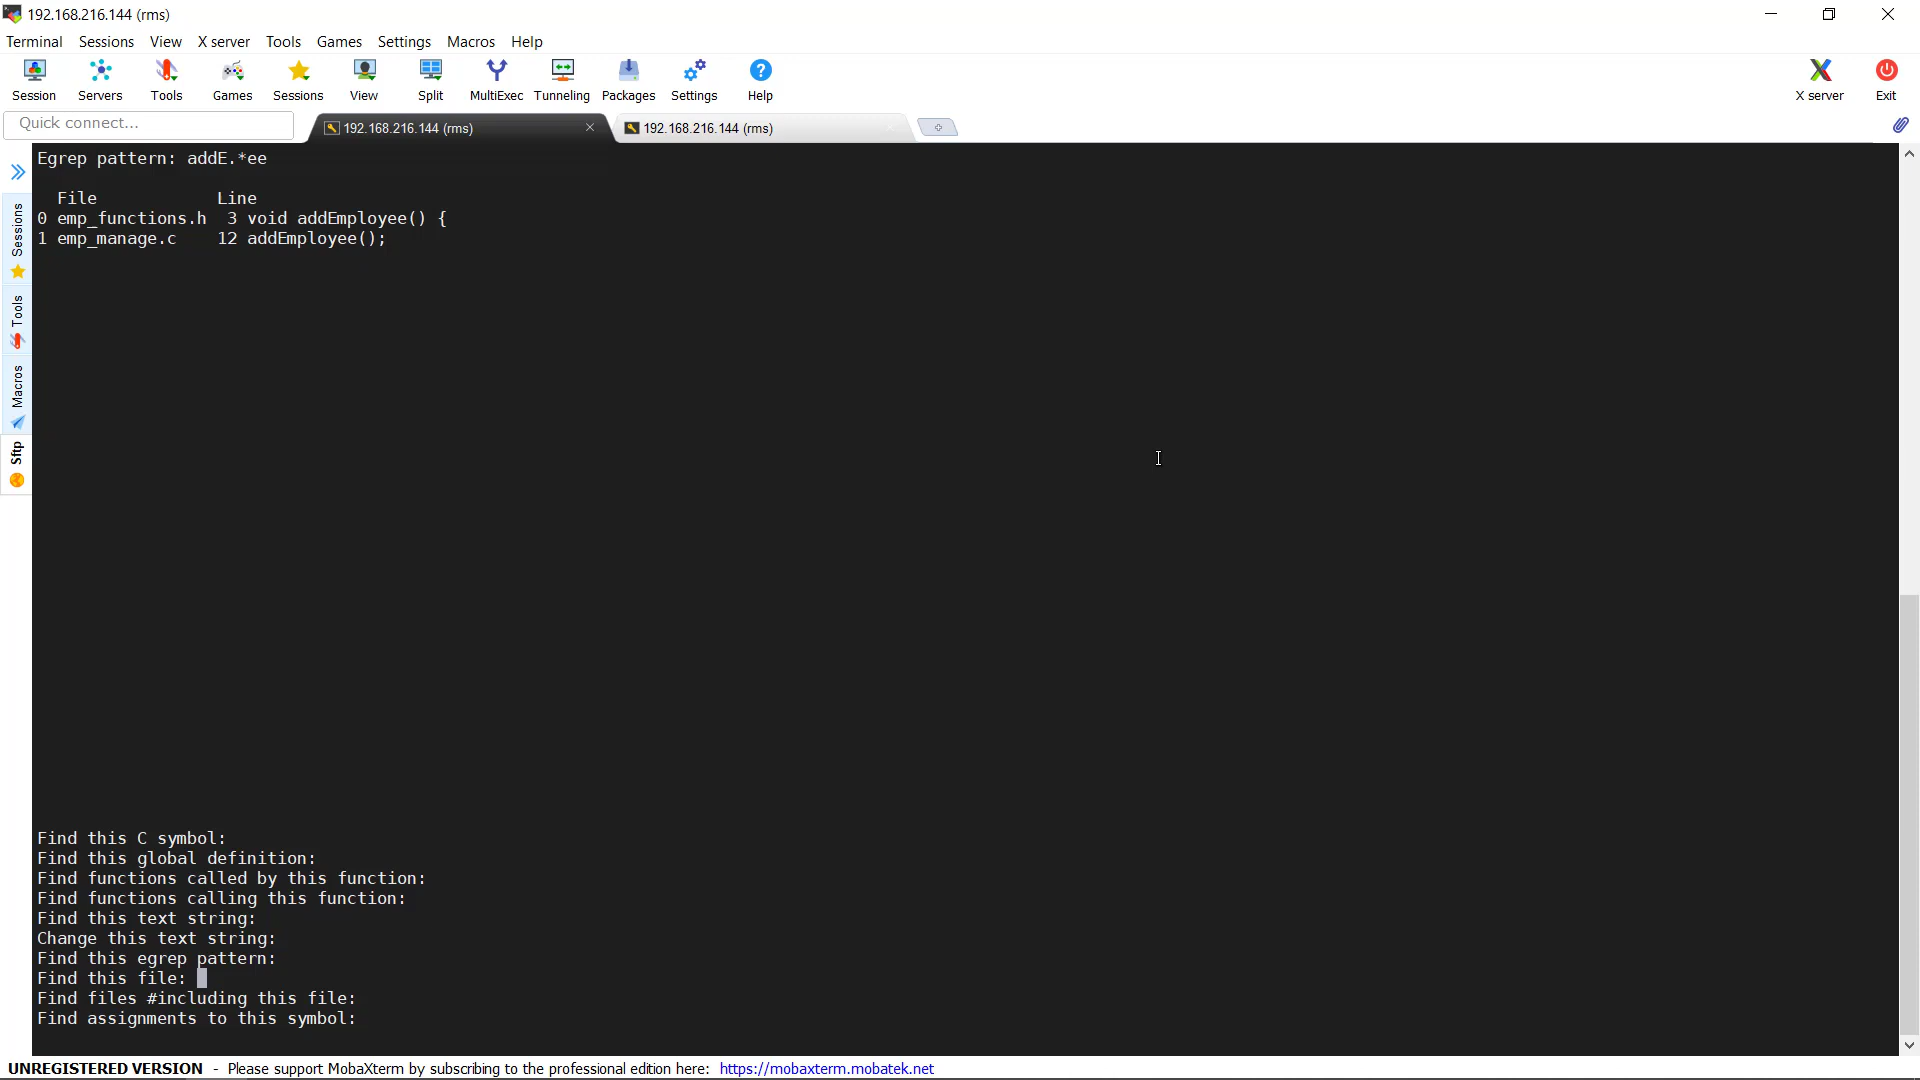 192.168.216.144 (rms)
Terminal Sessions View X server Tools Games Settings Macros Help
Session Servers Tools Games Sessions View Split MultiExec Tunneling Packages Settings Help X server Exit
Quick connect...
192.168.216.144 (rms)
192.168.216.144 (rms)
Sessions
Tools
Macros
Sftp
Egrep pattern: addE.*ee
File Line
0 emp_functions.h 3 void addEmployee() {
1 emp_manage.c 12 addEmployee();
Find this C symbol:
Find this global definition:
Find functions called by this function:
Find functions calling this function:
Find this text string:
Change this text string:
Find this egrep pattern:
Find this file:
Find files #including this file:
Find assignments to this symbol:
UNREGISTERED VERSION - Please support MobaXterm by subscribing to the professional edition here: https://mobaxterm.mobatek.net